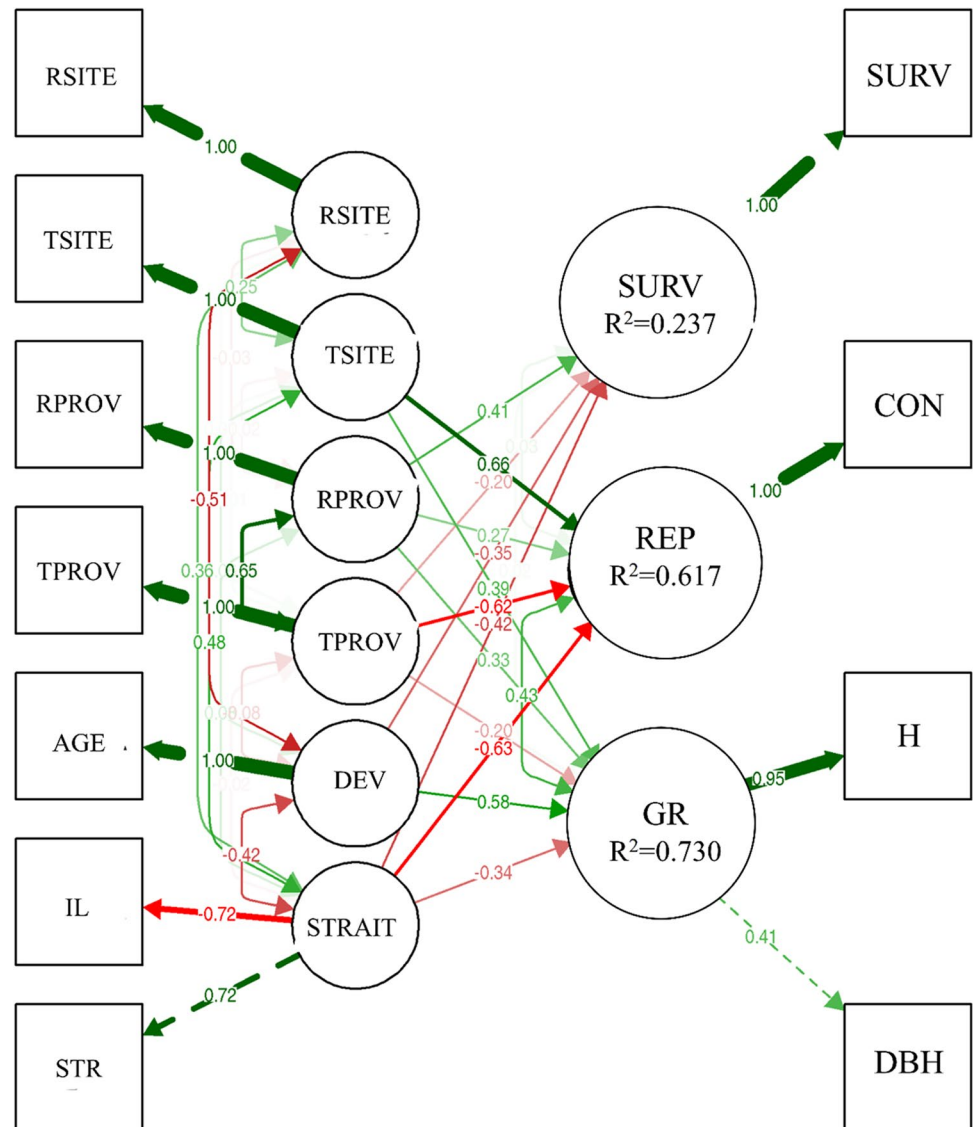 RSITE
TSITE
RPROV
TPROV
AGE
IL
STR
RSITE
TSITE
RPROV
TPROV
DEV
STRAIT
SURV
R²=0.237
REP
R²=0.617
GR
R²=0.730
SURV
CON
H
DBH
1.00
1.00
1.00
1.00
1.00
-0.72
0.72
0.25
-0.51
0.36
0.65
0.48
-0.42
0.41
0.66
-0.20
0.27
-0.35
0.39
-0.62
-0.42
0.33
0.43
-0.20
-0.63
0.58
-0.34
0.03
1.00
1.00
0.95
0.41